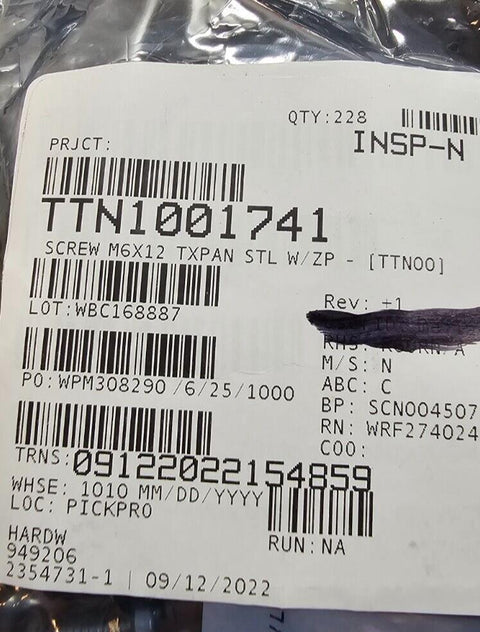 QTY:228
INSP-N
PRJCT:
TTN1001741
SCREW M6X12 TXPAN STL W/ZP - [TTN00]
LOT:WBC168887
Rev: +1
M/S: N
PO:WPM308290 /6/25/1000
ABC: C
BP: SCN004507
RN: WRF274024
COO:
TRNS:09122022154859
WHSE: 1010 MM/DD/YYYY
LOC: PICKPRO
RUN:NA
HARDW
949206
2354731-1 | 09/12/2022